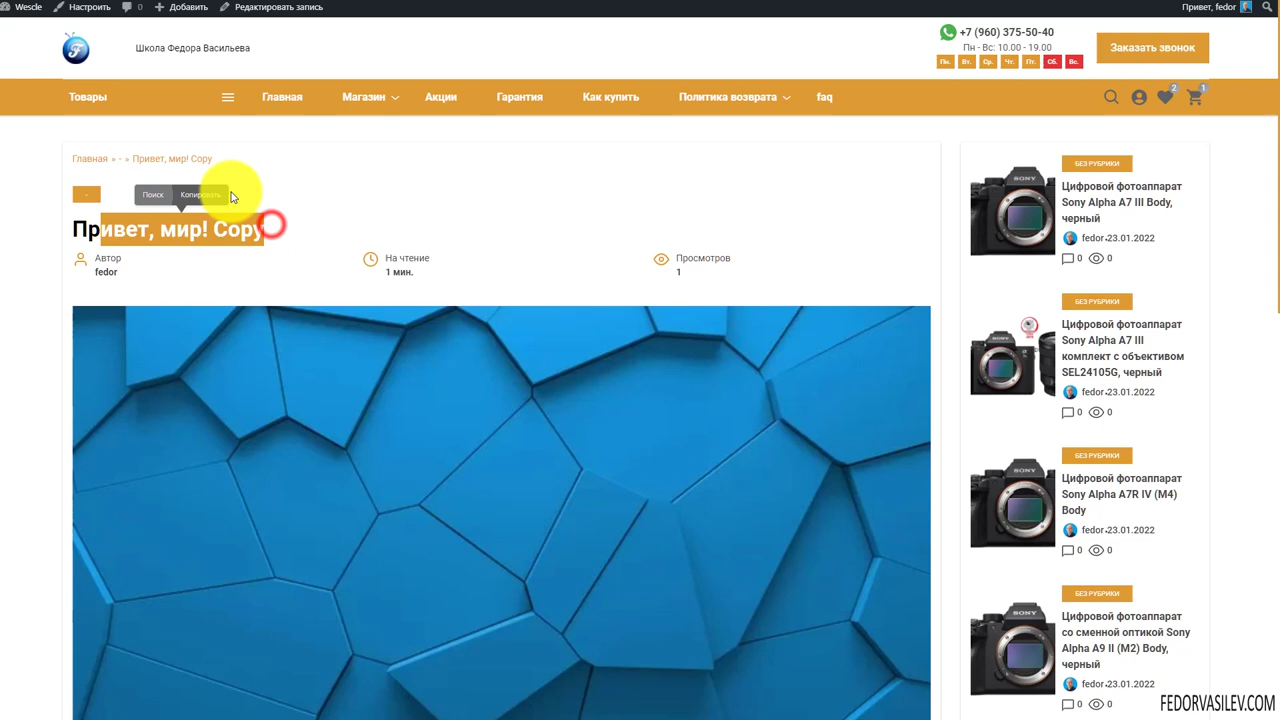 Wescle
Настроить
0
Добавить
Редактировать запись
Привет, fedor
Школа Федора Васильева
+7 (960) 375-50-40
Пн - Вс: 10.00 - 19.00
Пн. Вт. Ср. Чт. Пт. Сб. Вс.
Заказать звонок
Товары
Главная
Магазин
Акции
Гарантия
Как купить
Политика возврата
faq
2
1
Главная » - » Привет, мир! Copy
-
Поиск
Копировать
Привет, мир! Copy
Автор
fedor
На чтение
1 мин.
Просмотров
1
БЕЗ РУБРИКИ
Цифровой фотоаппарат
Sony Alpha A7 III Body,
черный
fedor 23.01.2022
0 0
БЕЗ РУБРИКИ
Цифровой фотоаппарат
Sony Alpha A7 III
комплект с объективом
SEL24105G, черный
fedor 23.01.2022
0 0
БЕЗ РУБРИКИ
Цифровой фотоаппарат
Sony Alpha A7R IV (M4)
Body
fedor 23.01.2022
0 0
БЕЗ РУБРИКИ
Цифровой фотоаппарат
со сменной оптикой Sony
Alpha A9 II (M2) Body,
черный
fedor 23.01.2022
0 0
SONY
SONY
SONY
FEDORVASILEV.COM